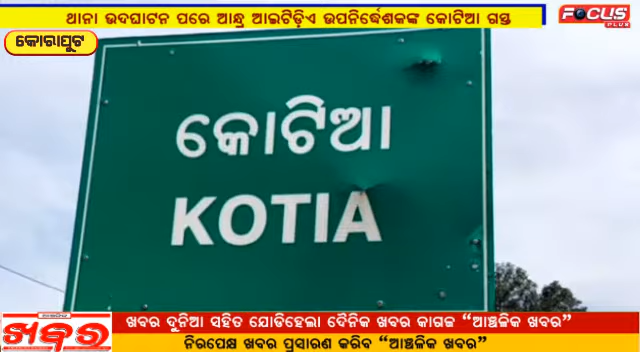 ଥାନା ଉଦଘାଟନ ପରେ ଆନ୍ଧ୍ର ଆଇଟିଡ଼ିଏ ଉପନିର୍ଦ୍ଧେଶକଙ୍କ କୋଟିଆ ଗସ୍ତ
FOCUS
PLUS
କୋରାପୁଟ
କୋଟିଆ
KOTIA
ଖବର
ଖବର ଦୁନିଆ ସହିତ ଯୋଡିହେଲା ଦୈନିକ ଖବର କାଗଜ “ଆଞ୍ଚଳିକ ଖବର”
ନିରପେକ୍ଷ ଖବର ପ୍ରସାରଣ କରିବ “ଆଞ୍ଚଳିକ ଖବର”